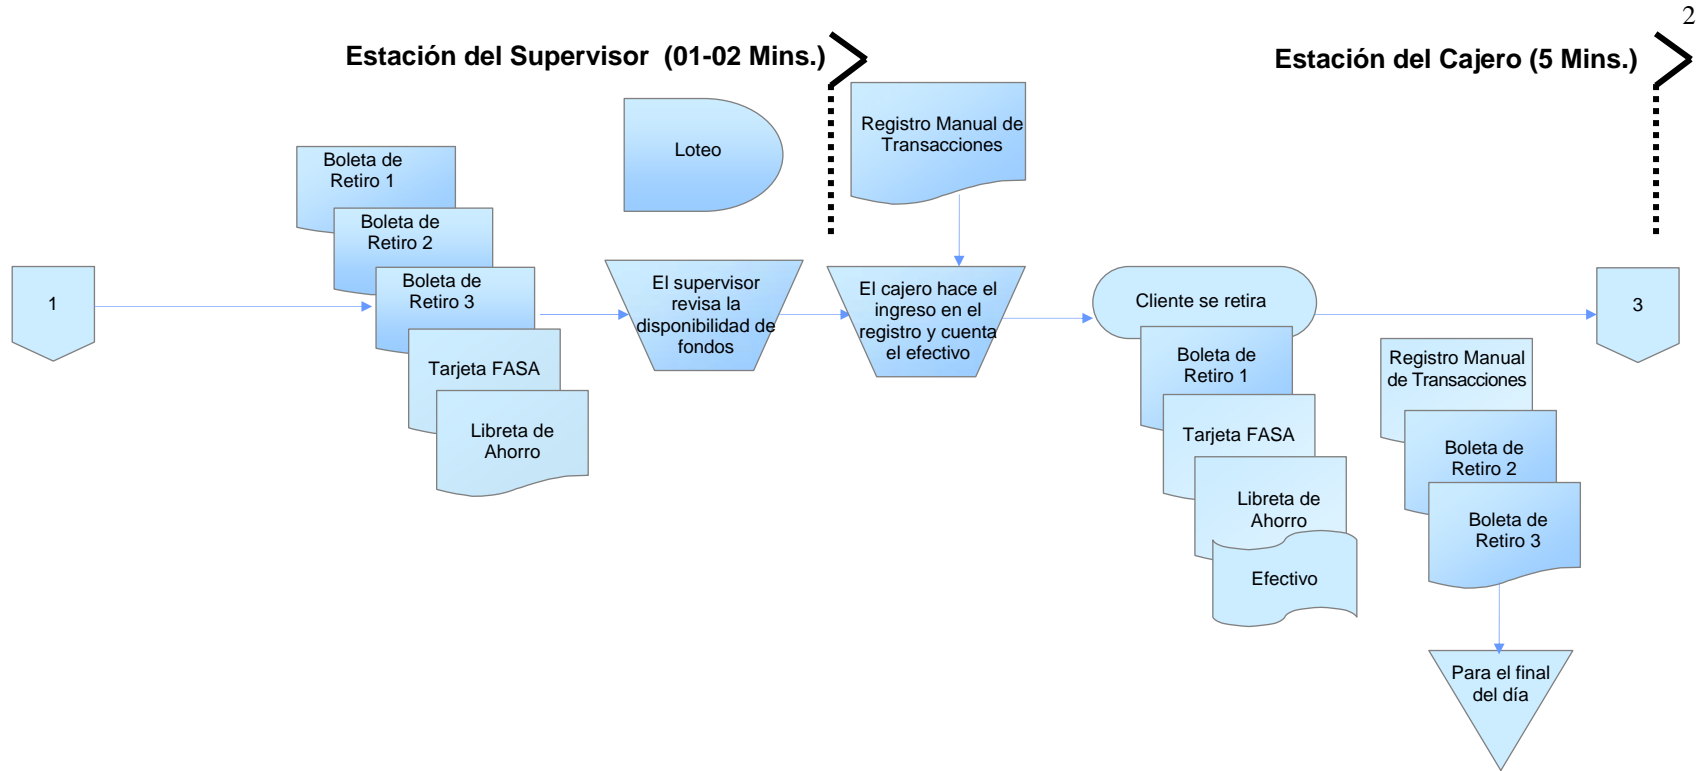 2
Estación del Supervisor  (01-02 Mins.)
Estación del Cajero (5 Mins.)
Loteo
Registro Manual de
Transacciones
Boleta de
Retiro 1
Boleta de
Retiro 2
Boleta de
Retiro 3
Tarjeta FASA
Libreta de
Ahorro
1
El supervisor
revisa la
disponibilidad de
fondos
El cajero hace el
ingreso en el
registro y cuenta
el efectivo
Cliente se retira
3
Boleta de
Retiro 1
Tarjeta FASA
Libreta de
Ahorro
Efectivo
Registro Manual
de Transacciones
Boleta de
Retiro 2
Boleta de
Retiro 3
Para el final
del día